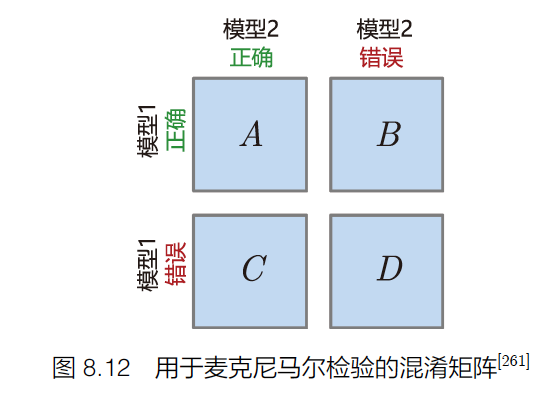 模型2 模型2
正确 错误
模型1
正确
A B
模型1
错误
C D
图 8.12 用于麦克尼马尔检验的混淆矩阵[261]